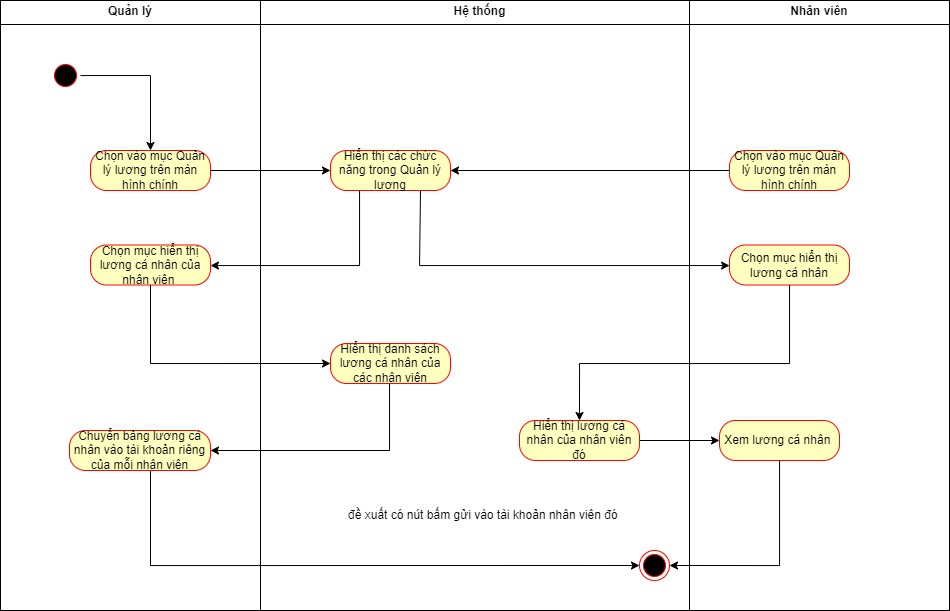 Quản lý
Hệ thống
Nhân viên
Chọn vào mục Quản
lý lương trên màn
hình chính
Hiển thị các chức
năng trong Quản lý
lương
Chọn vào mục Quản
lý lương trên màn
hình chính
Chọn mục hiển thị
lương cá nhân của
nhân viên
Chọn mục hiển thị
lương cá nhân
Hiển thị danh sách
lương cá nhân của
các nhân viên
Chuyển bảng lương cá
nhân vào tài khoản riêng
của mỗi nhân viên
Hiển thị lương cá
nhân của nhân viên
đó
Xem lương cá nhân
đề xuất có nút bấm gửi vào tài khoản nhân viên đó